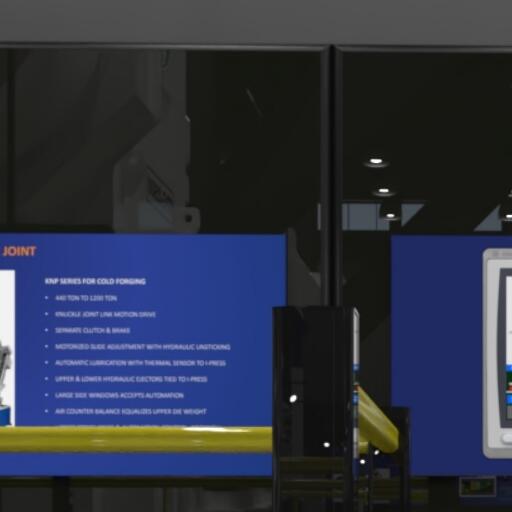 JOINT
KNP SERIES FOR COLD FORGING
• 440 TON TO 1200 TON
• KNUCKLE JOINT LINK MOTION DRIVE
• SEPARATE CLUTCH & BRAKE
• MOTORIZED SLIDE ADJUSTMENT WITH HYDRAULIC UNSTICKING
• AUTOMATIC LUBRICATION WITH THERMAL SENSOR TO I-PRESS
• UPPER & LOWER HYDRAULIC EJECTORS TIED TO I-PRESS
• LARGE SIDE WINDOWS ACCEPTS AUTOMATION
• AIR COUNTER BALANCE EQUALIZES UPPER DIE WEIGHT